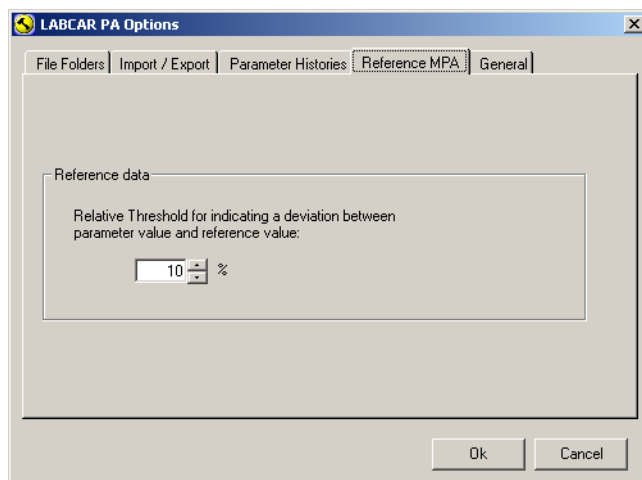 LABCAR PA Options
File Folders Import / Export Parameter Histories Reference MPA General
Reference data
Relative Threshold for indicating a deviation between
parameter value and reference value:
10 %
Ok Cancel